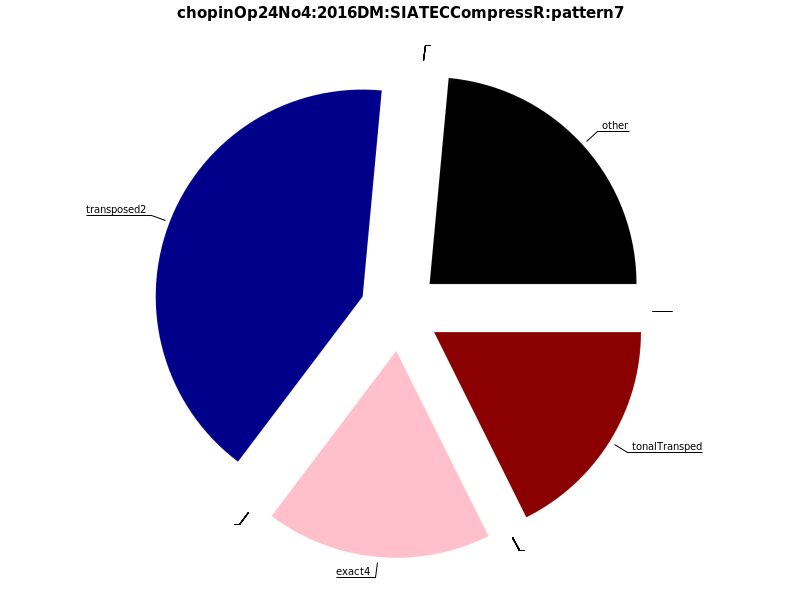 chopinOp24No4:2016DM:SIATECCompressR:pattern7
other
transposed2
tonalTransped
exact4